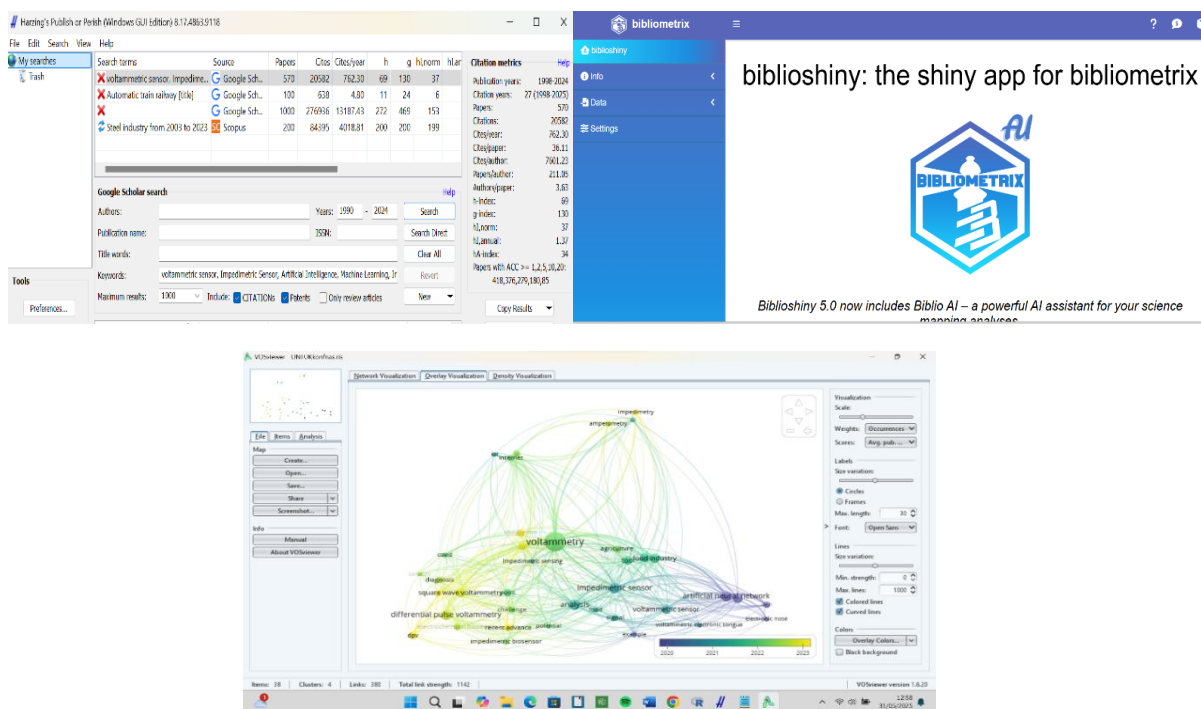 Harzing's Publish or Perish (Windows GUI Edition) 8.17.4863.9118
File Edit Search View Help
My searches
Trash
Search terms Source Papers Cites Cites/year h g hI,norm hI,ar
voltammetric sensor, Impedime... Google Sch... 570 20582 762.30 69 130 37
Automatic train railway [title] Google Sch... 100 638 4.80 11 24 6
Google Sch... 1000 276936 13187.43 272 469 153
Steel industry from 2003 to 2023 Scopus 200 84395 4018.81 200 200 199
Google Scholar search Help
Authors: Years: 1990 - 2024 Search
Publication name: ISSN: Search Direct
Title words: Clear All
Keywords: voltammetric sensor, Impedimetric Sensor, Artificial Intelligence, Machine Learning, Ir Revert
Maximum results: 1000 Include: CITATIONs Patents Only review articles New
Tools
Preferences...
Citation metrics Help
Publication years: 1998-2024
Citation years: 27 (1998-2025)
Papers: 570
Citations: 20582
Cites/year: 762.30
Cites/paper: 36.11
Cites/author: 7601.23
Papers/author: 211.05
Authors/paper: 3.63
h-index: 69
g-index: 130
hI,norm: 37
hI,annual: 1.37
hA-index: 34
Papers with ACC >= 1,2,5,10,20:
418,376,279,180,85
Copy Results
bibliometrix
biblioshiny
Info
Data
Settings
biblioshiny: the shiny app for bibliometrix
AI
BIBLIOMETRIX
Biblioshiny 5.0 now includes Biblio AI – a powerful AI assistant for your science
mapping analyses
VOSviewer
Network Visualization Overlay Visualization Density Visualization
File Items Analysis
Map
Create...
Open...
Save...
Share
Screenshot...
Info
Manual
About VOSviewer
impedimetry
amperometry
voltammetry
impedimetric sensing
agriculture
food industry
covid
diagnosis
square wave voltammetry
impedimetric sensor
artificial neural network
analysis
challenge
voltammetric sensor
differential pulse voltammetry
signal
electronic nose
recent advance
potential
voltammetric electronic tongue
dpv
impedimetric biosensor
example
2020 2021 2022 2023
Visualization
Scale:
Weights: Occurrences
Scores: Avg. pub. ...
Labels
Size variation:
Circles
Frames
Max. length: 30
Font: Open Sans
Lines
Size variation:
Min. strength: 0
Max. lines: 1000
Colored lines
Curved lines
Colors
Overlay Colors...
Black background
Items: 38 Clusters: 4 Links: 380 Total link strength: 1142 VOSviewer version 1.6.20
12:58
31/05/2025